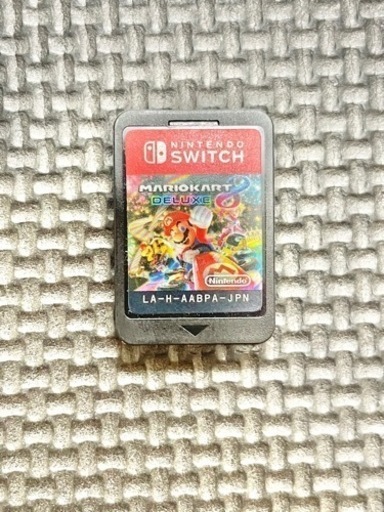 NINTENDO
SWITCH
MARIOKART 8
DELUXE
Nintendo
LA-H-AABPA-JPN